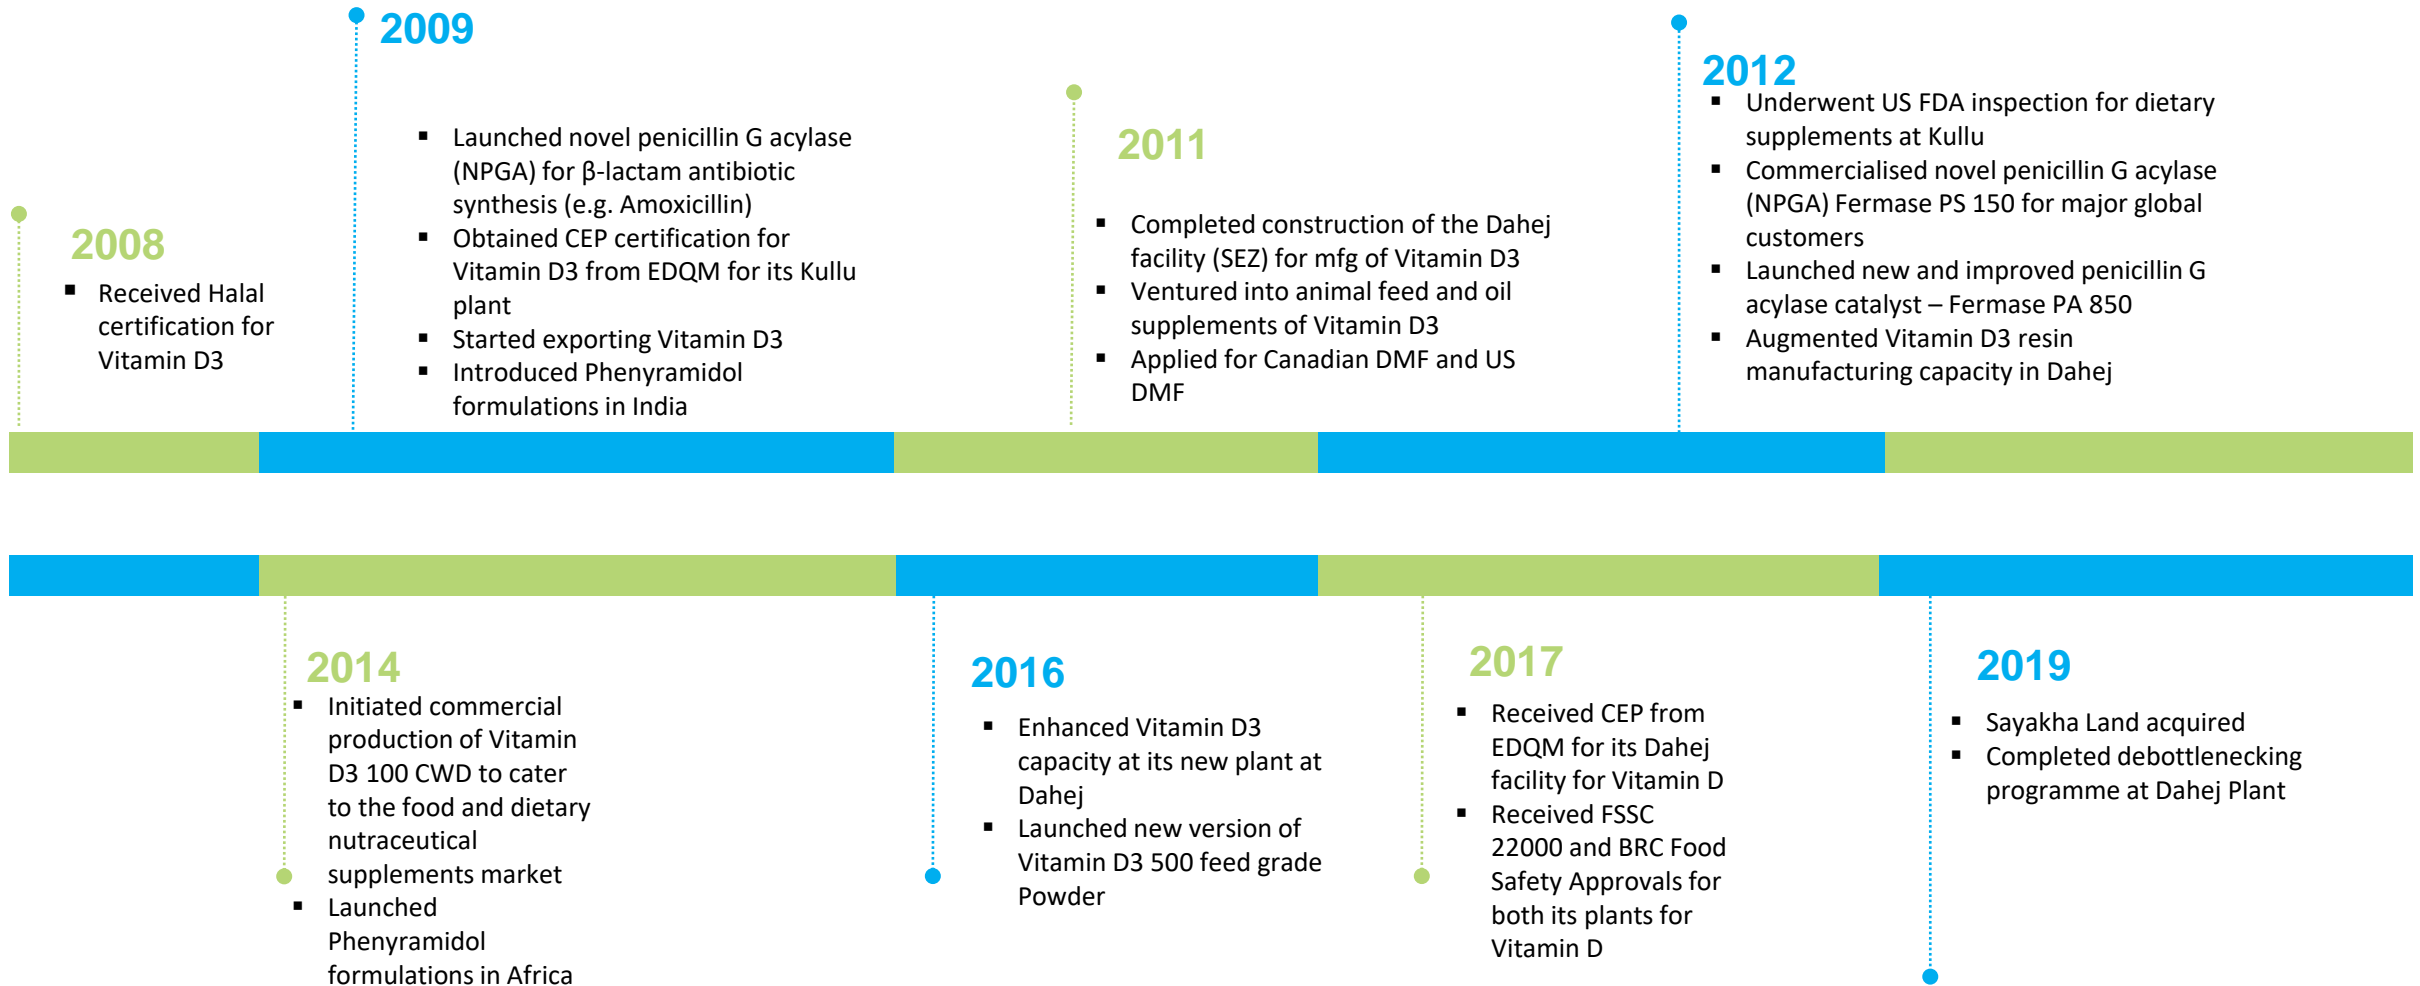 2008
▪ Received Halal
certification for
Vitamin D3
2009
▪ Launched novel penicillin G acylase
(NPGA) for β-lactam antibiotic
synthesis (e.g. Amoxicillin)
▪ Obtained CEP certification for
Vitamin D3 from EDQM for its Kullu
plant
▪ Started exporting Vitamin D3
▪ Introduced Phenyramidol
formulations in India
2011
▪ Completed construction of the Dahej
facility (SEZ) for mfg of Vitamin D3
▪ Ventured into animal feed and oil
supplements of Vitamin D3
▪ Applied for Canadian DMF and US
DMF
2012
▪ Underwent US FDA inspection for dietary
supplements at Kullu
▪ Commercialised novel penicillin G acylase
(NPGA) Fermase PS 150 for major global
customers
▪ Launched new and improved penicillin G
acylase catalyst – Fermase PA 850
▪ Augmented Vitamin D3 resin
manufacturing capacity in Dahej
2014
▪ Initiated commercial
production of Vitamin
D3 100 CWD to cater
to the food and dietary
nutraceutical
supplements market
▪ Launched
Phenyramidol
formulations in Africa
2016
▪ Enhanced Vitamin D3
capacity at its new plant at
Dahej
▪ Launched new version of
Vitamin D3 500 feed grade
Powder
2017
▪ Received CEP from
EDQM for its Dahej
facility for Vitamin D
▪ Received FSSC
22000 and BRC Food
Safety Approvals for
both its plants for
Vitamin D
2019
▪ Sayakha Land acquired
▪ Completed debottlenecking
programme at Dahej Plant